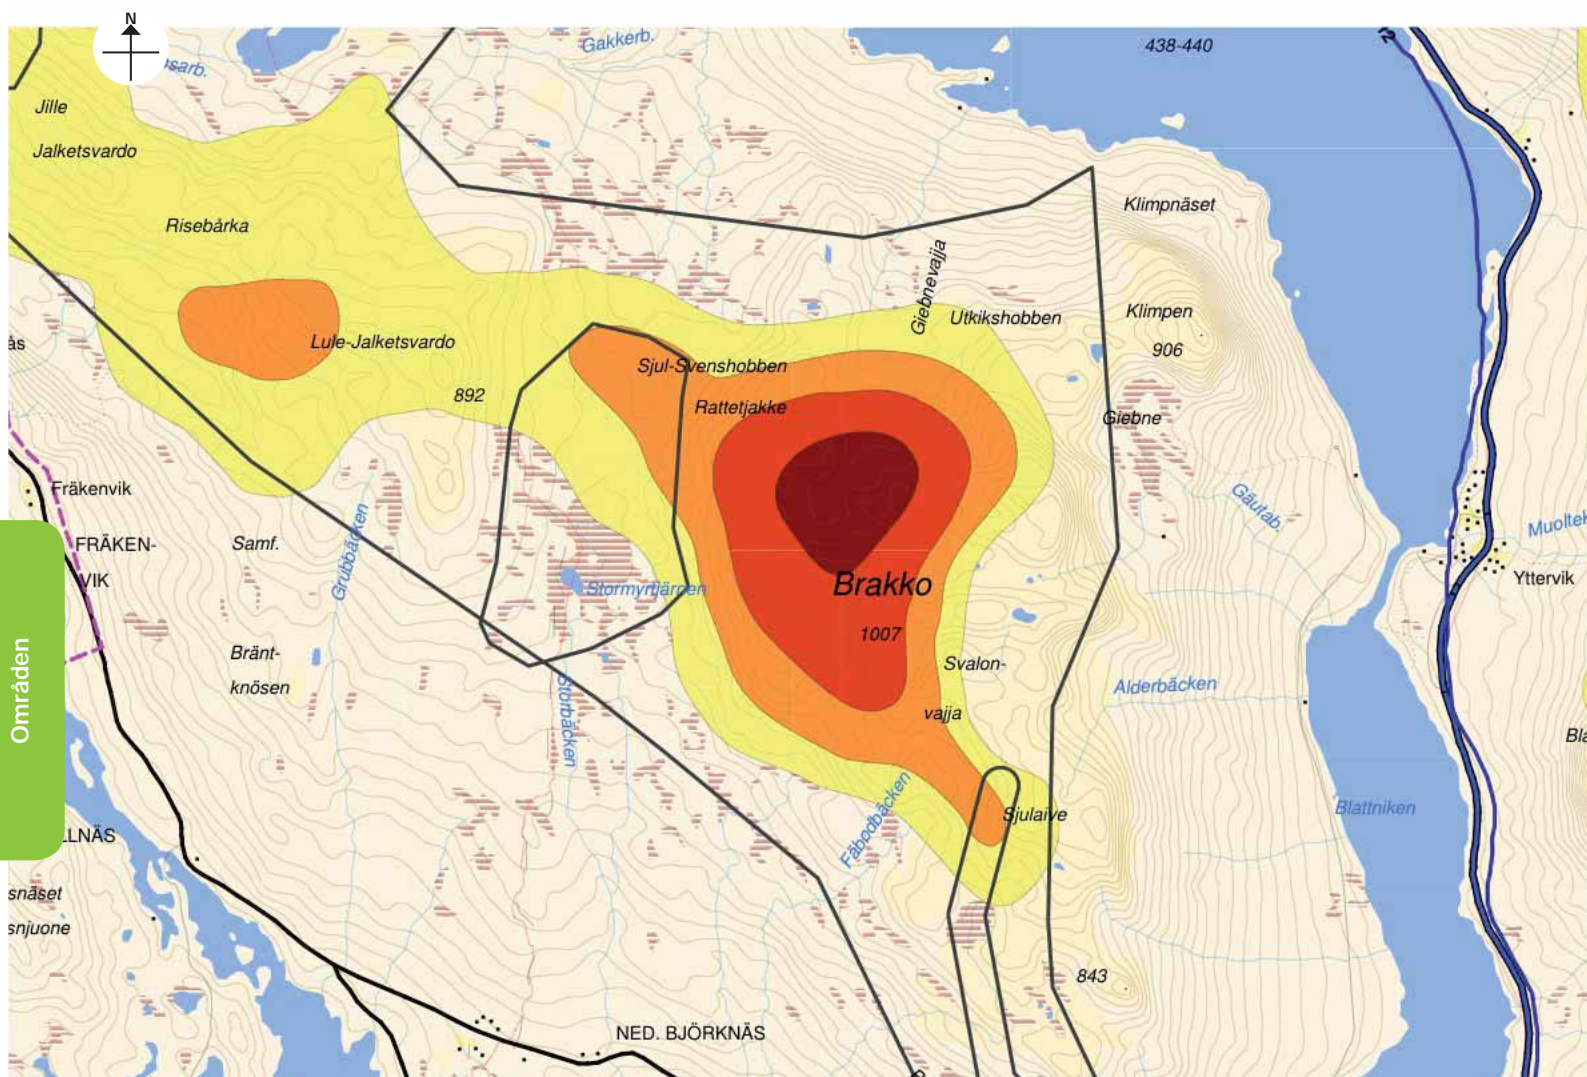 N
Gakkerb.
438-440
Jille
Jalketsvardo
Risebårka
Klimpnäset
Giebnevajja
Utkikshobben
Klimpen
906
Lule-Jalketsvardo
Sjul-Svenshobben
892
Rattetjakke
Giebne
Fräkenvik
Gäutab.
FRÄKEN-
VIK
Samf.
Grubbäcken
Stormyrtjärnen
Brakko
1007
Yttervik
Bränt-
knösen
Svalon-
vajja
Alderbäcken
Storbäcken
Områden
Fäbodbäcken
Sjulaive
Blattniken
LLNÄS
snäset
snjuone
843
NED. BJÖRKNÄS